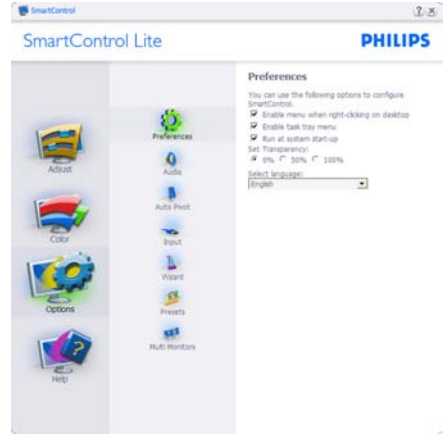 SmartControl
SmartControl Lite
PHILIPS
Adjust
Color
Options
Help
Preferences
Audio
Auto Pivot
Input
Wizard
Presets
Multi Monitors
Preferences
You can use the following options to configure
SmartControl.
Enable menu when right-clicking on desktop
Enable task tray menu
Run at system start-up
Set Transparency:
0% 50% 100%
Select language:
English